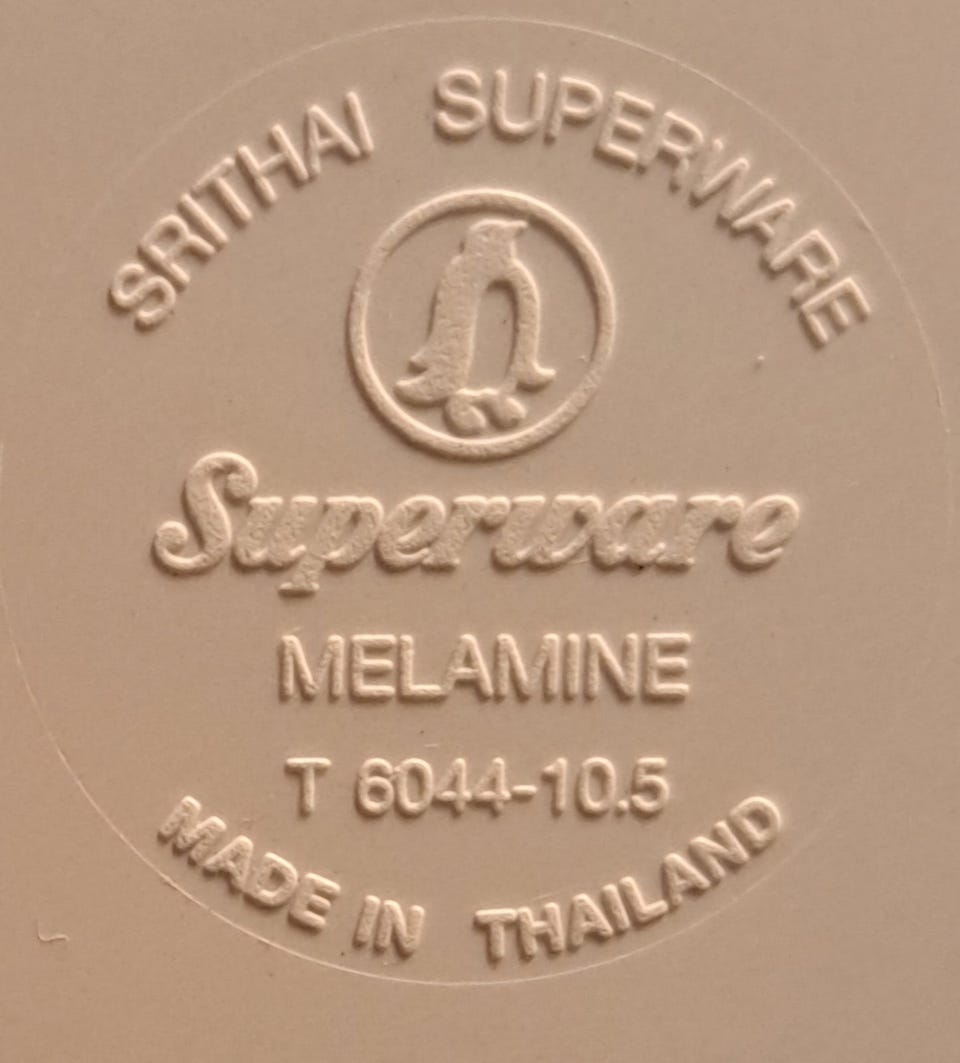 SRITHAI SUPERWARE
Superware
MELAMINE
T 6044-10.5
MADE IN THAILAND